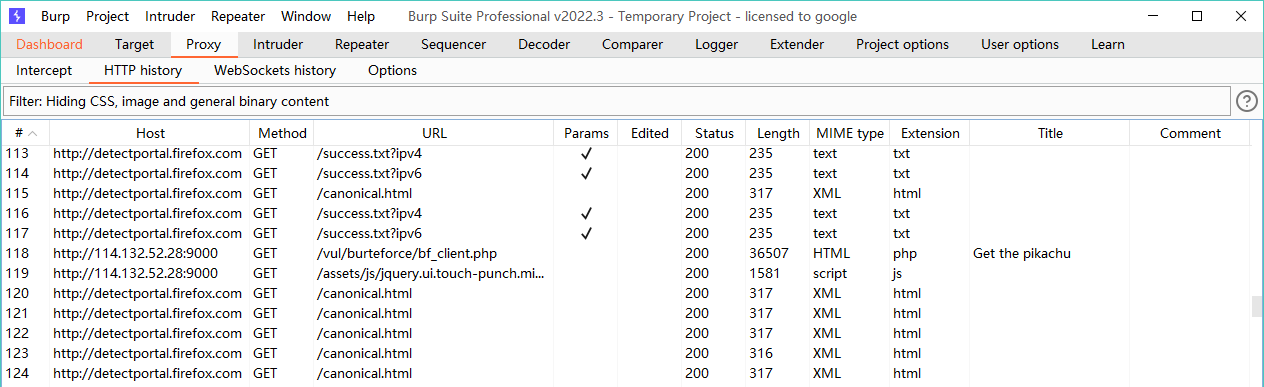 Burp Project Intruder Repeater Window Help Burp Suite Professional v2022.3 - Temporary Project - licensed to google
Dashboard Target Proxy Intruder Repeater Sequencer Decoder Comparer Logger Extender Project options User options Learn
Intercept HTTP history WebSockets history Options
Filter: Hiding CSS, image and general binary content
# Host Method URL Params Edited Status Length MIME type Extension Title Comment
113 http://detectportal.firefox.com GET /success.txt?ipv4 ✓ 200 235 text txt
114 http://detectportal.firefox.com GET /success.txt?ipv6 ✓ 200 235 text txt
115 http://detectportal.firefox.com GET /canonical.html 200 317 XML html
116 http://detectportal.firefox.com GET /success.txt?ipv4 ✓ 200 235 text txt
117 http://detectportal.firefox.com GET /success.txt?ipv6 ✓ 200 235 text txt
118 http://114.132.52.28:9000 GET /vul/burteforce/bf_client.php 200 36507 HTML php Get the pikachu
119 http://114.132.52.28:9000 GET /assets/js/jquery.ui.touch-punch.mi... 200 1581 script js
120 http://detectportal.firefox.com GET /canonical.html 200 317 XML html
121 http://detectportal.firefox.com GET /canonical.html 200 317 XML html
122 http://detectportal.firefox.com GET /canonical.html 200 317 XML html
123 http://detectportal.firefox.com GET /canonical.html 200 316 XML html
124 http://detectportal.firefox.com GET /canonical.html 200 317 XML html